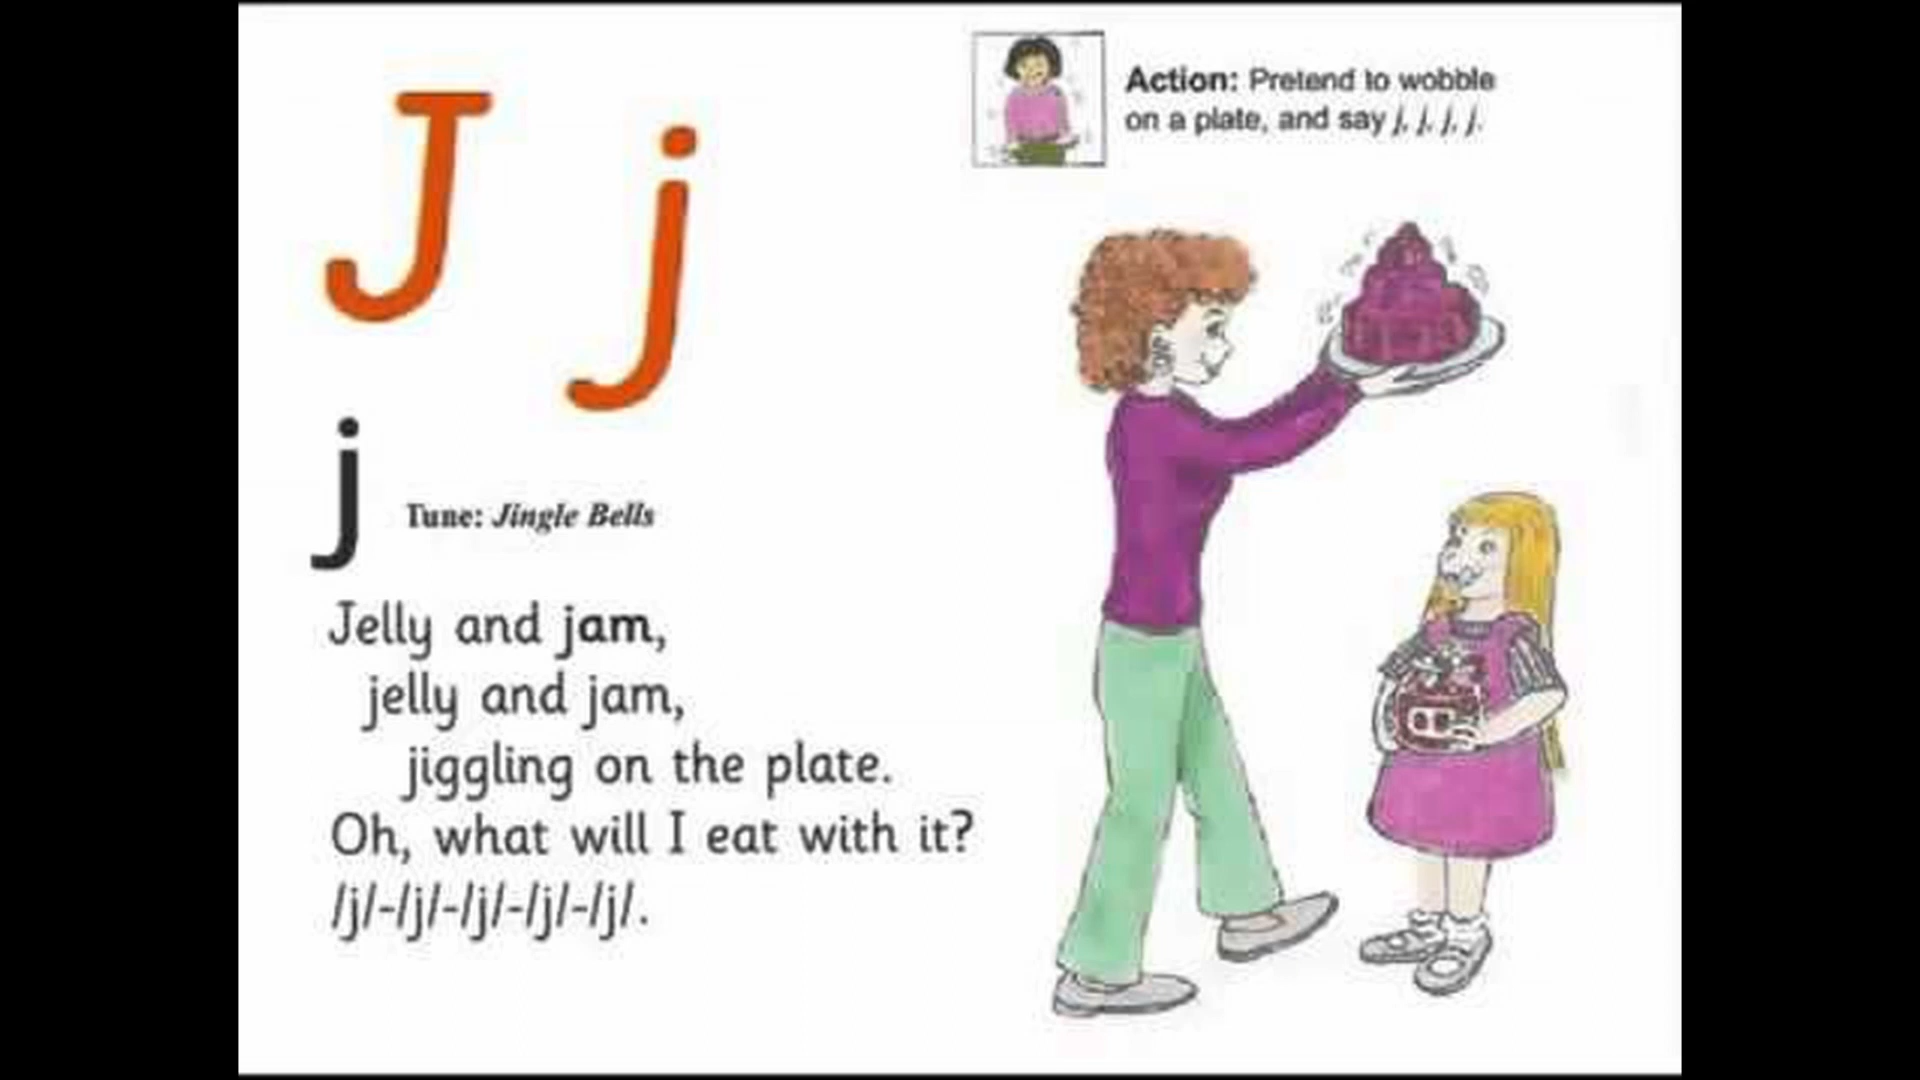 J j
Action: Pretend to wobble
on a plate, and say j, j, j, j.
j
Tune: Jingle Bells
Jelly and jam,
jelly and jam,
jiggling on the plate.
Oh, what will I eat with it?
/j/-/j/-/j/-/j/-/j/.